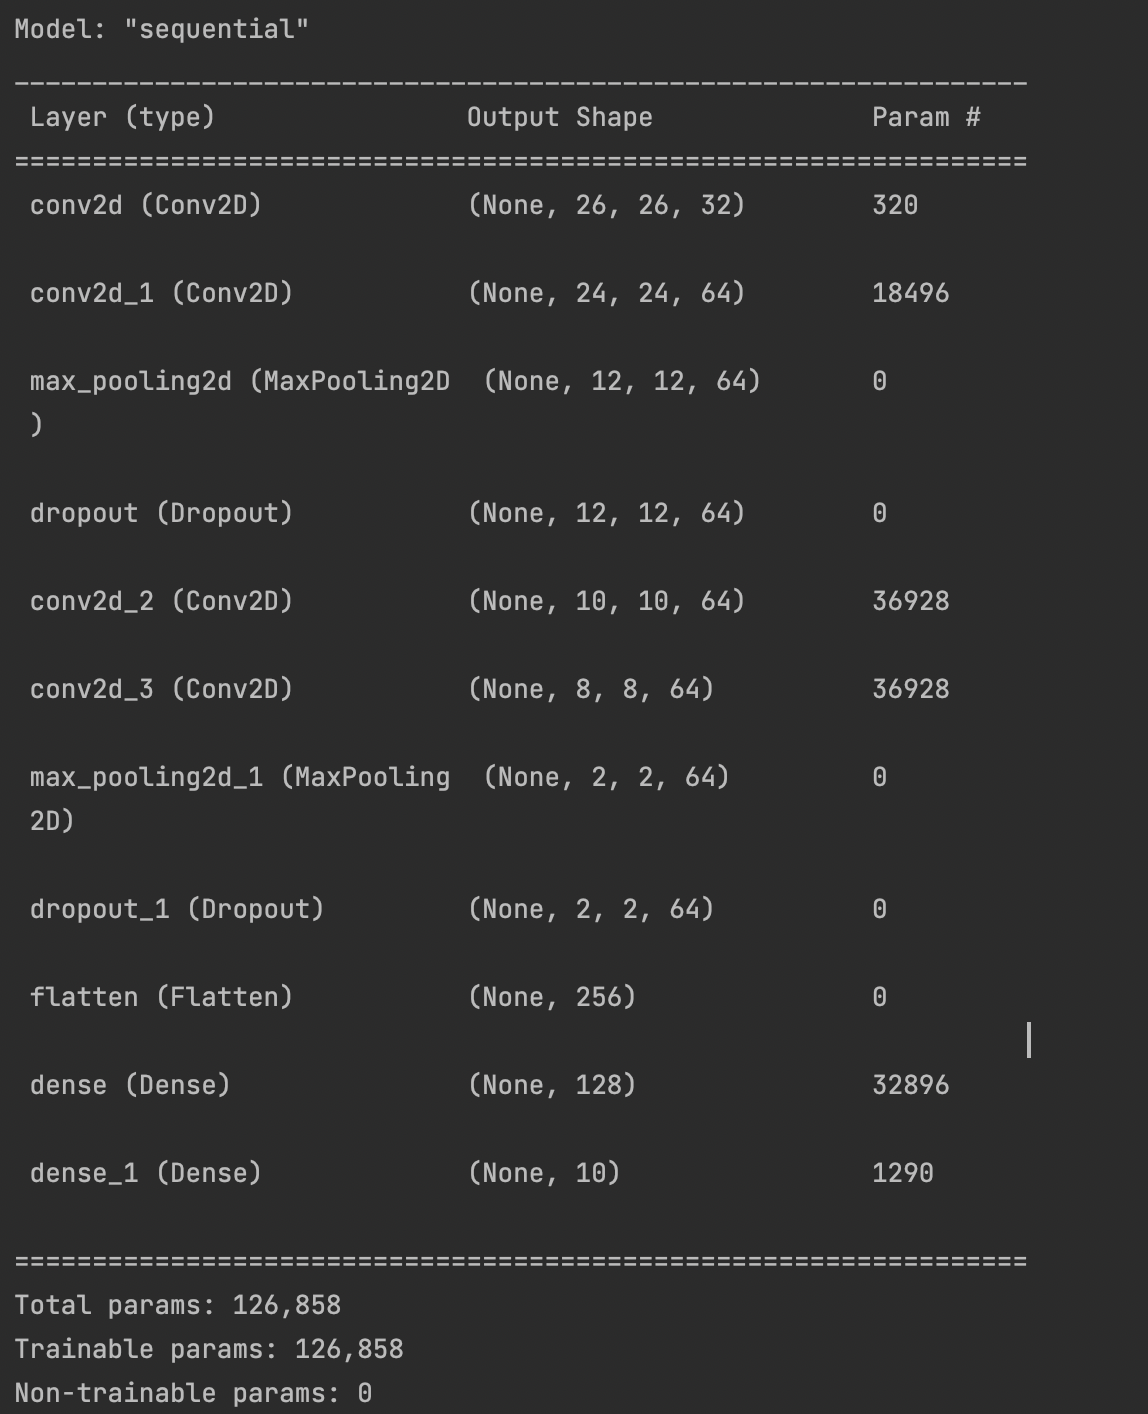 Model: "sequential"
_________________________________________________________________
Layer (type) Output Shape Param #
=================================================================
conv2d (Conv2D) (None, 26, 26, 32) 320
conv2d_1 (Conv2D) (None, 24, 24, 64) 18496
max_pooling2d (MaxPooling2D (None, 12, 12, 64) 0
)
dropout (Dropout) (None, 12, 12, 64) 0
conv2d_2 (Conv2D) (None, 10, 10, 64) 36928
conv2d_3 (Conv2D) (None, 8, 8, 64) 36928
max_pooling2d_1 (MaxPooling (None, 2, 2, 64) 0
2D)
dropout_1 (Dropout) (None, 2, 2, 64) 0
flatten (Flatten) (None, 256) 0
dense (Dense) (None, 128) 32896
dense_1 (Dense) (None, 10) 1290
=================================================================
Total params: 126,858
Trainable params: 126,858
Non-trainable params: 0